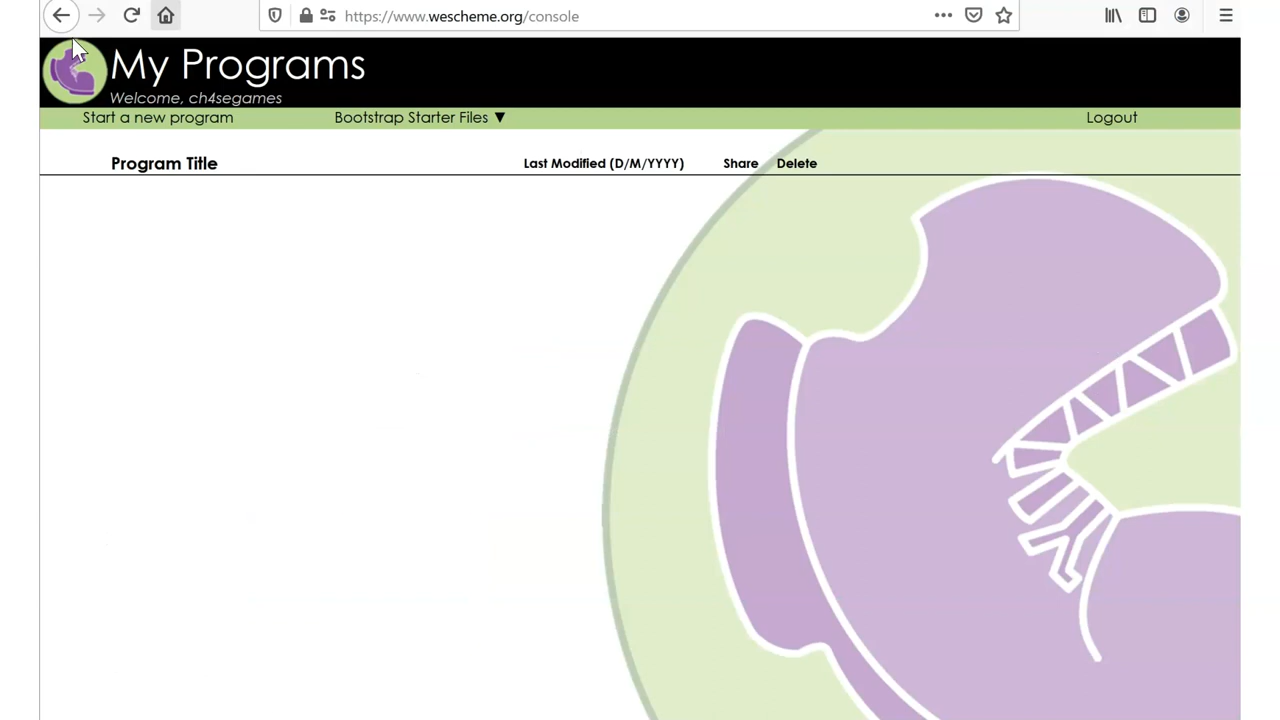 https://www.wescheme.org/console
My Programs
Welcome, ch4segames
Start a new program Bootstrap Starter Files ▼ Logout
Program Title Last Modified (D/M/YYYY) Share Delete